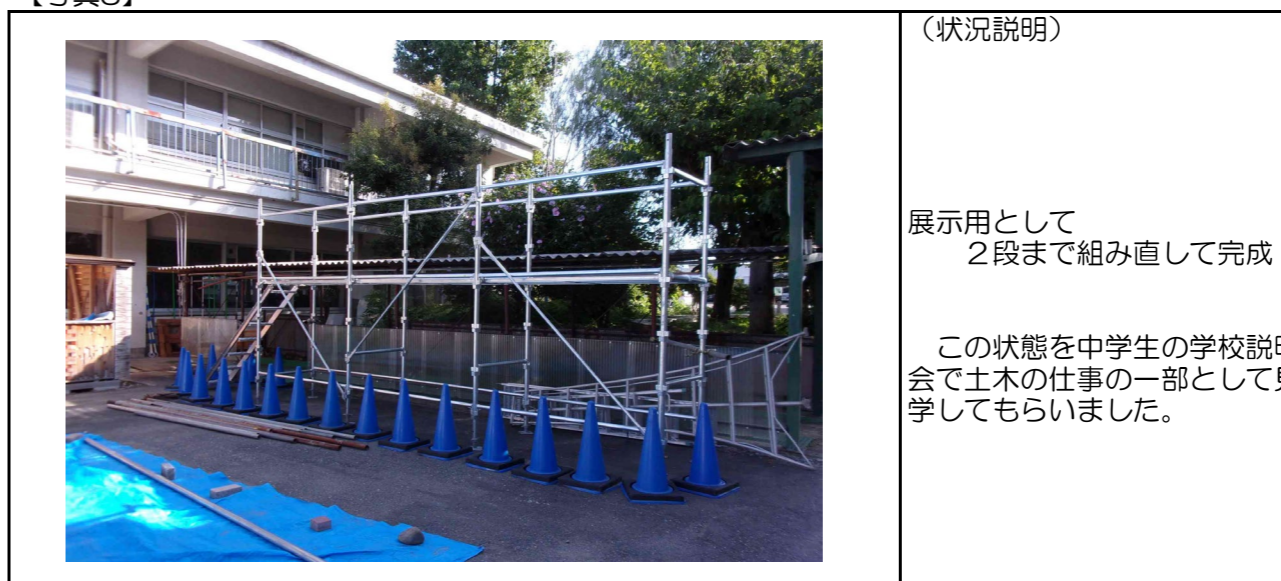 （状況説明）
展示用として
２段まで組み直して完成
この状態を中学生の学校説明
会で土木の仕事の一部として見
学してもらいました。